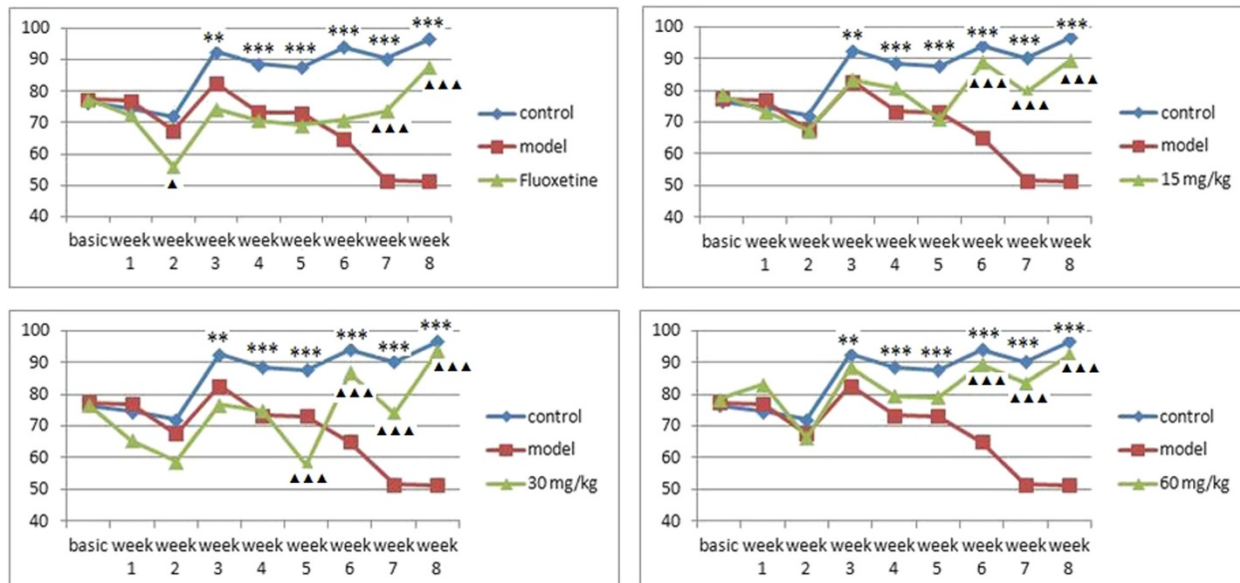 100
90
80
70
60
50
40
** *** *** *** *** ***
▲ ▲▲▲ ▲▲▲
basic week week week week week week week week
1 2 3 4 5 6 7 8
control
model
Fluoxetine
100
90
80
70
60
50
40
** *** *** *** *** ***
▲▲▲ ▲▲▲ ▲▲▲
basic week week week week week week week week
1 2 3 4 5 6 7 8
control
model
15 mg/kg
100
90
80
70
60
50
40
** *** *** *** *** ***
▲▲▲ ▲▲▲ ▲▲▲ ▲▲▲
basic week week week week week week week week
1 2 3 4 5 6 7 8
control
model
30 mg/kg
100
90
80
70
60
50
40
** *** *** *** *** ***
▲▲▲ ▲▲▲ ▲▲▲
basic week week week week week week week week
1 2 3 4 5 6 7 8
control
model
60 mg/kg